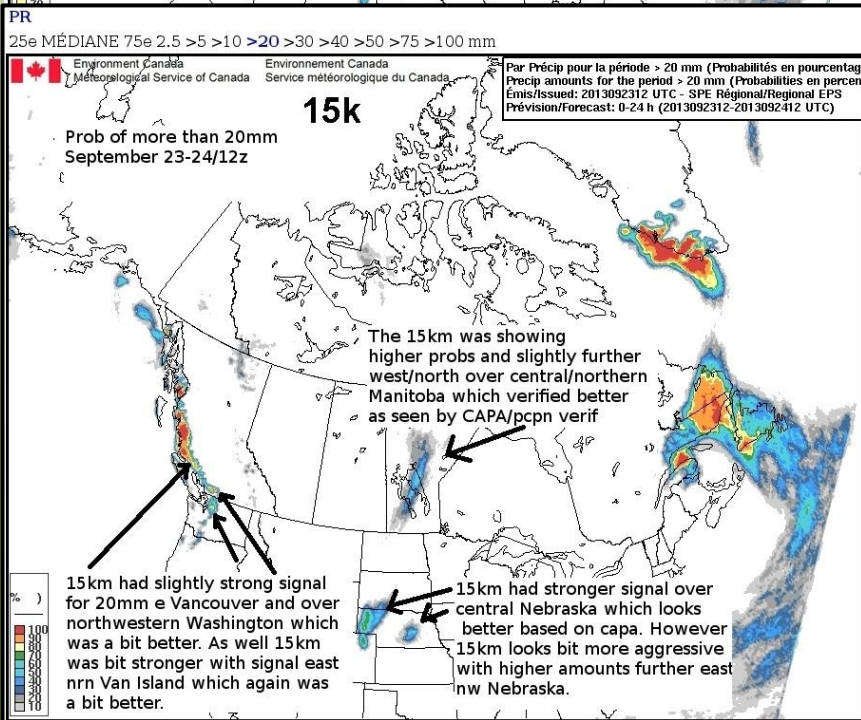 PR
25e MÉDIANE 75e 2.5 >5 >10 >20 >30 >40 >50 >75 >100 mm
Environment Canada
Meteorological Service of Canada
Environnement Canada
Service météorologique du Canada
Par Précip pour la période > 20 mm (Probabilités en pourcentag
Precip amounts for the period > 20 mm (Probabilities en percen
Émis/Issued: 2013092312 UTC - SPE Régional/Regional EPS
Prévision/Forecast: 0-24 h (2013092312-2013092412 UTC)
15k
Prob of more than 20mm
September 23-24/12z
The 15km was showing
higher probs and slightly further
west/north over central/northern
Manitoba which verified better
as seen by CAPA/pcpn verif
15km had slightly strong signal
for 20mm e Vancouver and over
northwestern Washington which
was a bit better. As well 15km
was bit stronger with signal east
nrn Van Island which again was
a bit better.
15km had stronger signal over
central Nebraska which looks
better based on capa. However
15km looks bit more aggressive
with higher amounts further east
nw Nebraska.
% )
100
90
80
70
60
50
40
30
20
10